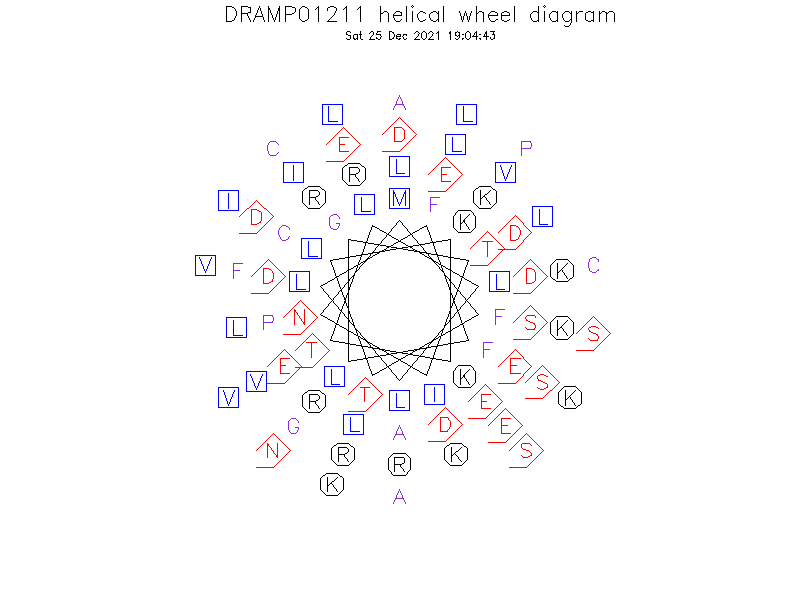 DRAMP01211 helical wheel diagram
Sat 25 Dec 2021 19:04:43
A
L L
D
E L
C P
L
I R E V
I R L M F K
D G K L
C D
L T
V C
F D D K
L L
N P F S
L K S
T F
E E
V L K S
V R T L I E K
G L A D E
N R K S
R
K
A